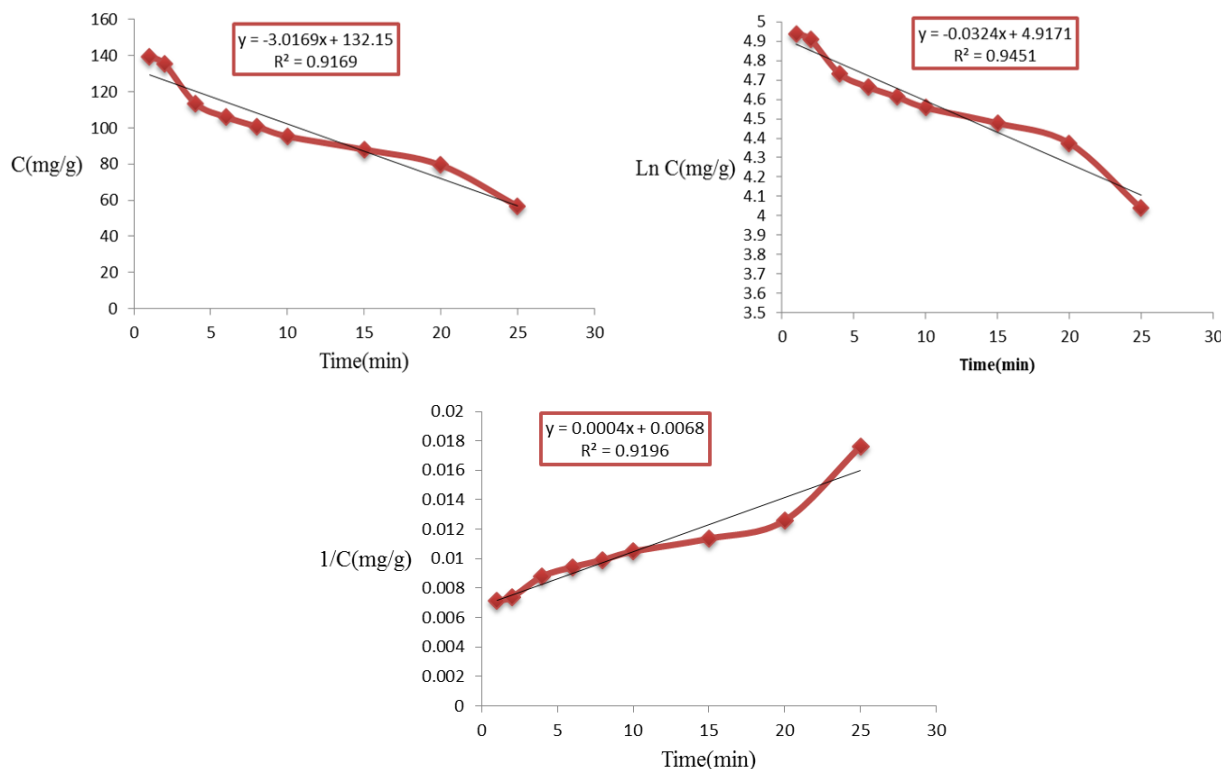 y = -3.0169x + 132.15
R² = 0.9169
C(mg/g)
160
140
120
100
80
60
40
20
0
0 5 10 15 20 25 30
Time(min)
y = -0.0324x + 4.9171
R² = 0.9451
Ln C(mg/g)
5
4.9
4.8
4.7
4.6
4.5
4.4
4.3
4.2
4.1
4
3.9
3.8
3.7
3.6
3.5
0 5 10 15 20 25 30
Time(min)
y = 0.0004x + 0.0068
R² = 0.9196
1/C(mg/g)
0.02
0.018
0.016
0.014
0.012
0.01
0.008
0.006
0.004
0.002
0
0 5 10 15 20 25 30
Time(min)